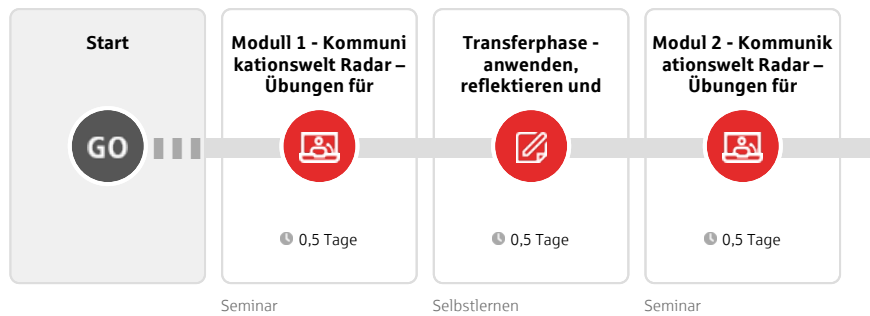 Start
Modull 1 - Kommuni
kationswelt Radar –
Übungen für
Transferphase -
anwenden,
reflektieren und
Modul 2 - Kommunik
ationswelt Radar –
Übungen für
GO
0,5 Tage
0,5 Tage
0,5 Tage
Seminar
Selbstlernen
Seminar